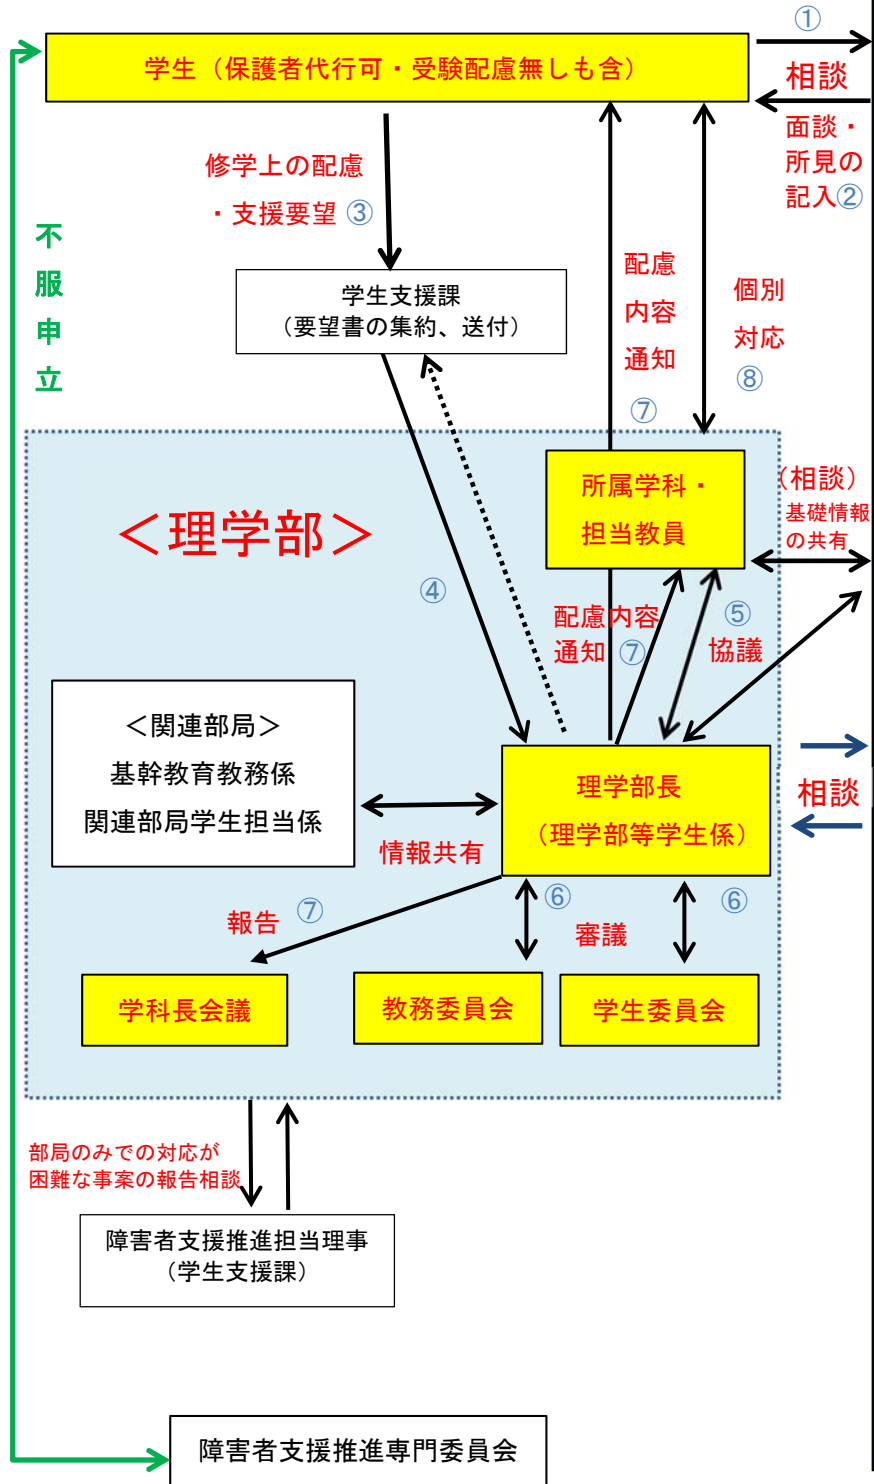 ①
学生（保護者代行可・受験配慮無しも含）
相談
面談・
所見の
記入②
修学上の配慮
・支援要望 ③
不
服
申
立
学生支援課
（要望書の集約、送付）
配慮
内容
通知
⑦
個別
対応
⑧
＜理学部＞
所属学科・
担当教員
（相談）
基礎情報
の共有
④
配慮内容
通知 ⑦
⑤
協議
＜関連部局＞
基幹教育教務係
関連部局学生担当係
理学部長
（理学部等学生係）
相談
情報共有
報告 ⑦
⑥
審議
⑥
学科長会議
教務委員会
学生委員会
部局のみでの対応が
困難な事案の報告相談
障害者支援推進担当理事
（学生支援課）
障害者支援推進専門委員会